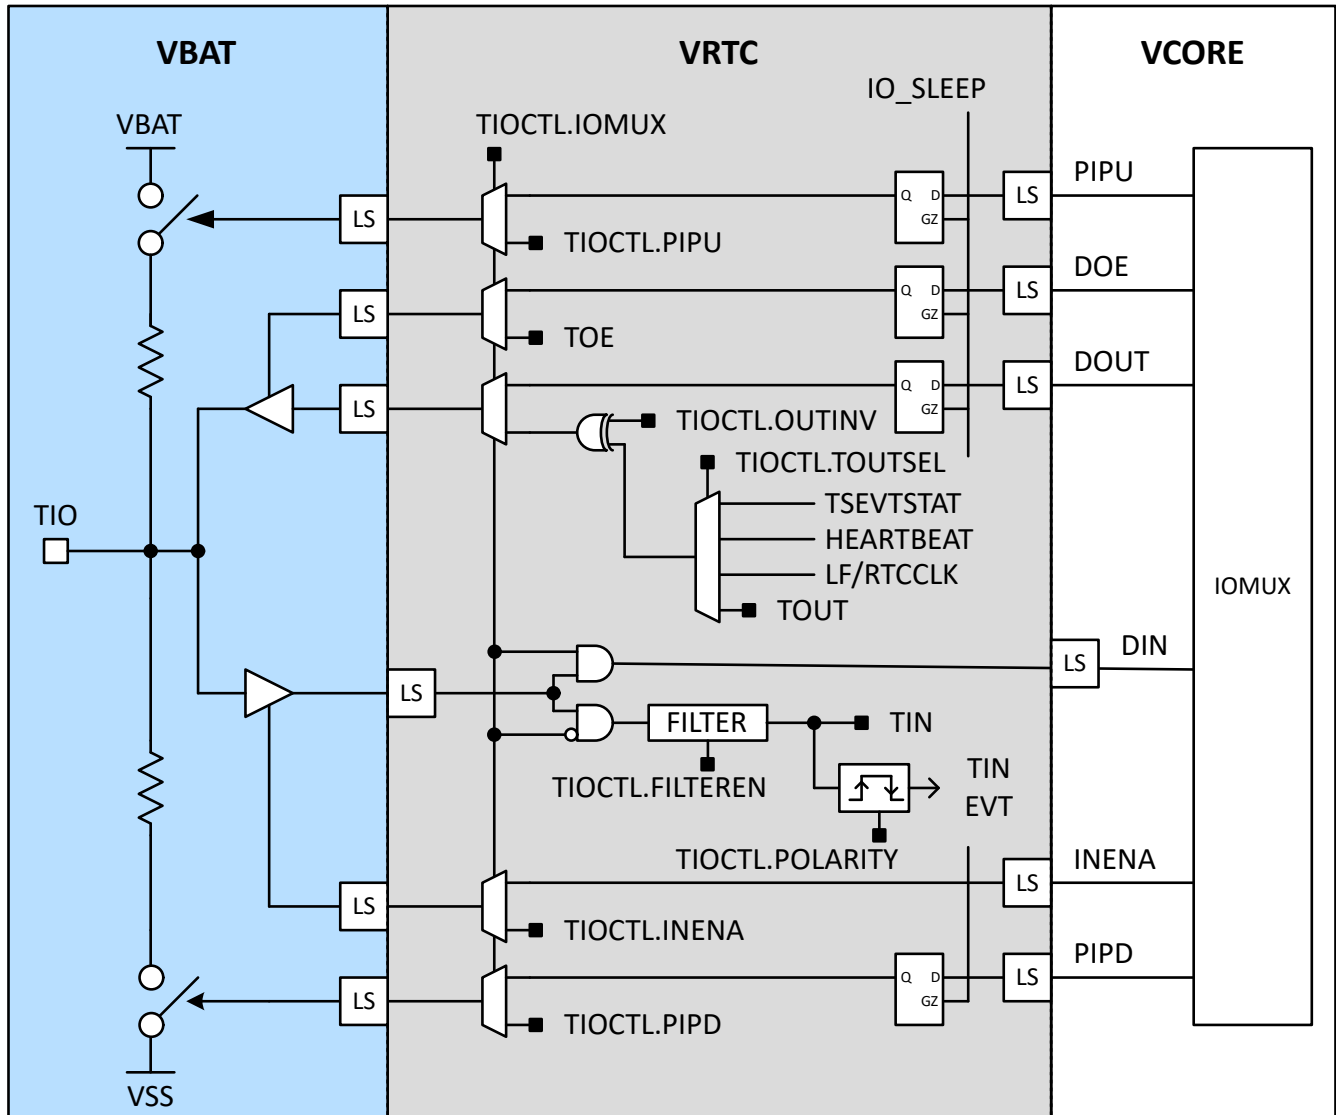 VBAT
VRTC
VCORE
IO_SLEEP
VBAT
TIOCTL.IOMUX
PIPU
LS
Q D
GZ
LS
TIOCTL.PIPU
DOE
LS
Q D
GZ
LS
TOE
DOUT
LS
Q D
GZ
LS
TIOCTL.OUTINV
TIOCTL.TOUTSEL
TSEVTSTAT
TIO
HEARTBEAT
LF/RTCCLK
TOUT
IOMUX
DIN
LS
LS
FILTER
TIN
TIOCTL.FILTEREN
TIN
EVT
TIOCTL.POLARITY
INENA
LS
LS
TIOCTL.INENA
PIPD
LS
Q D
GZ
LS
TIOCTL.PIPD
VSS